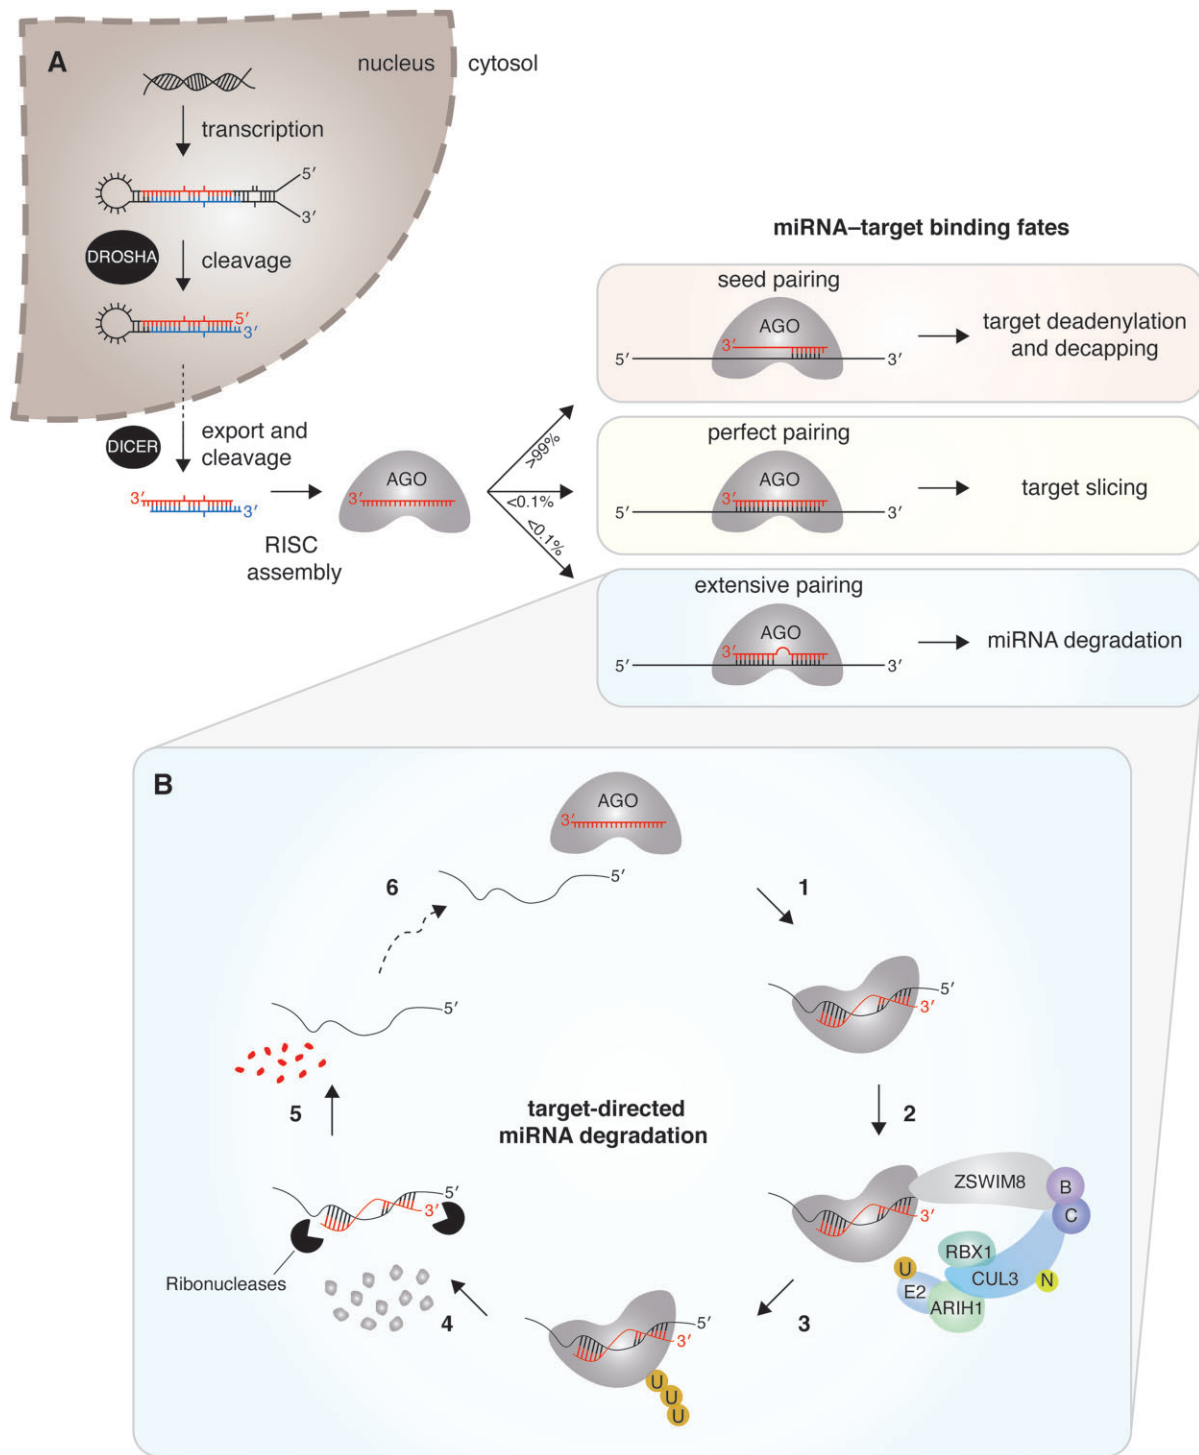 A
nucleus
cytosol
transcription
5′
3′
DROSHA
cleavage
5′
3′
DICER
export and
cleavage
3′
3′
RISC
assembly
AGO
3′
>99%
<0.1%
<0.1%
miRNA–target binding fates
seed pairing
AGO
3′
5′
3′
target deadenylation
and decapping
perfect pairing
AGO
3′
5′
3′
target slicing
extensive pairing
AGO
3′
5′
3′
miRNA degradation
B
AGO
3′
5′
6
1
5′
3′
5′
5
target-directed
miRNA degradation
2
5′
3′
ZSWIM8
B
C
RBX1
CUL3
N
U
E2
ARIH1
5′
3′
Ribonucleases
4
3
5′
3′
U
U
U